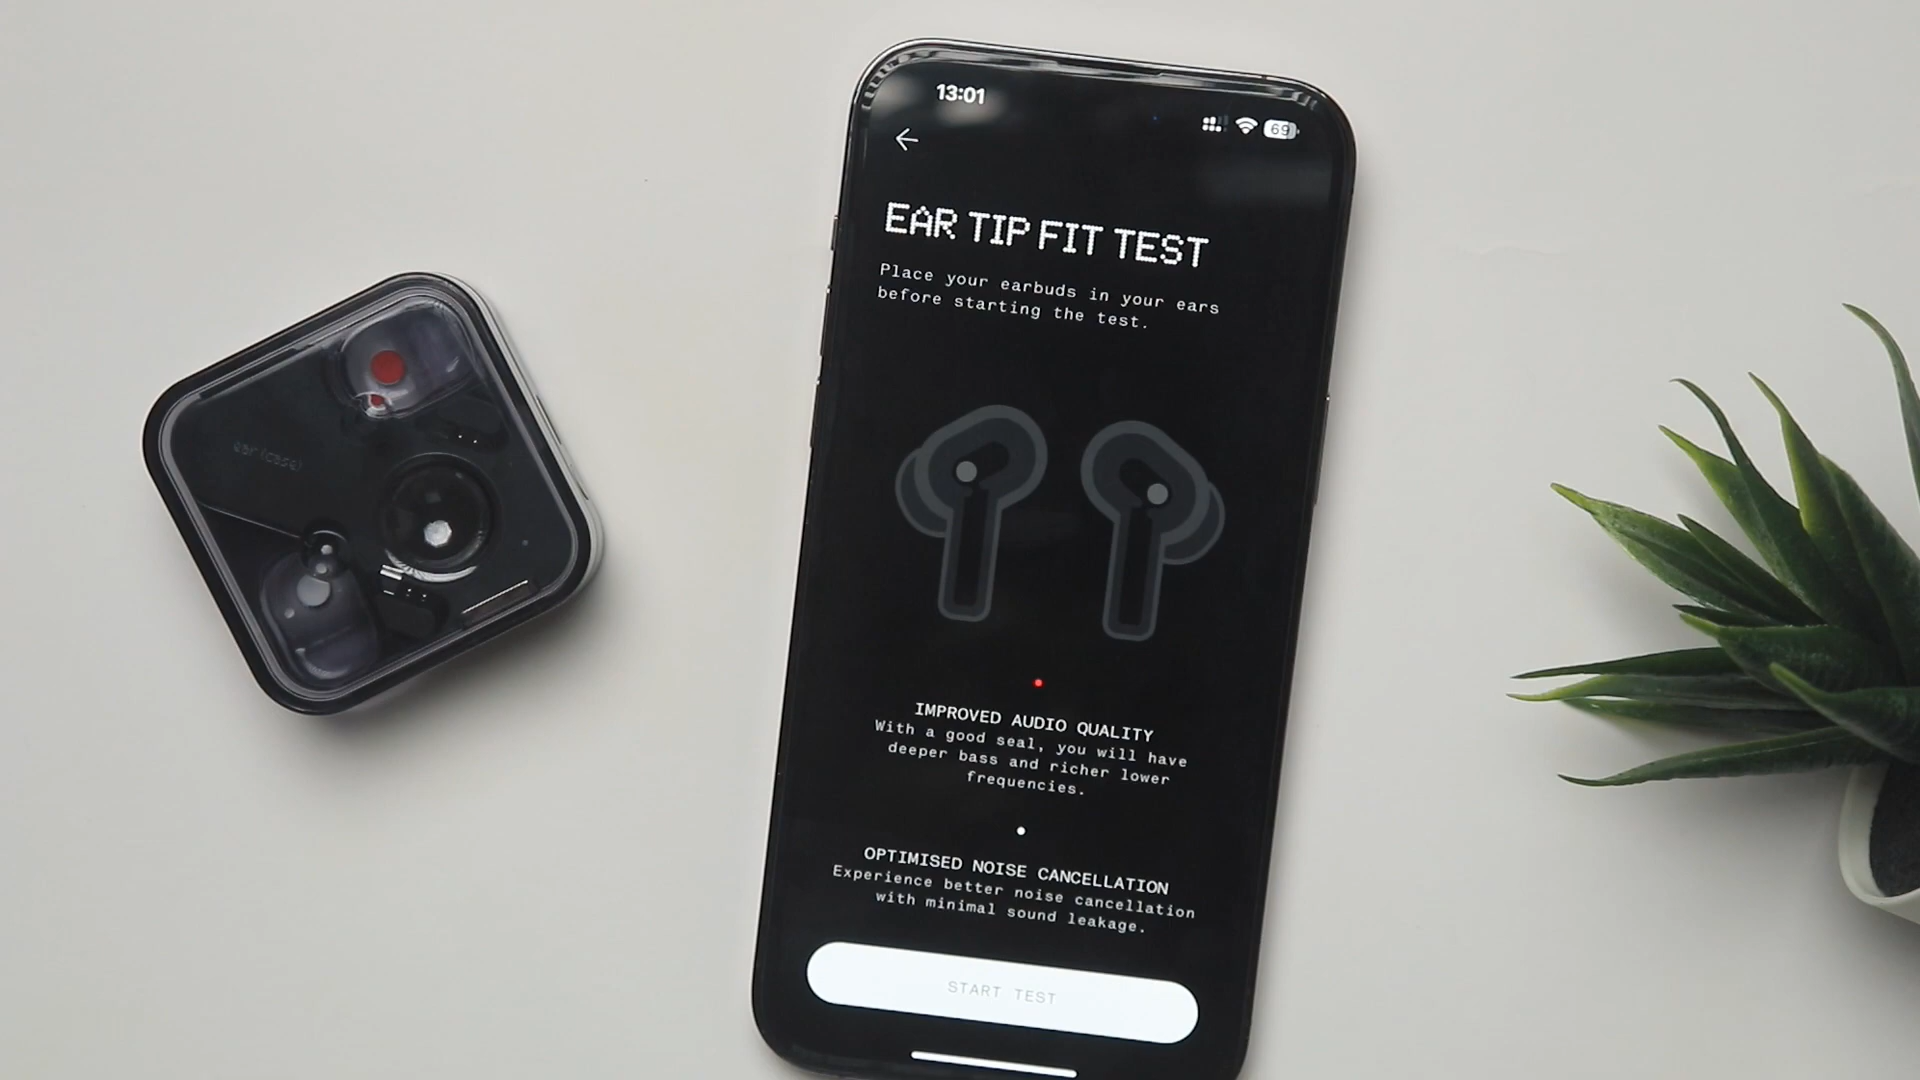 13:01
69
EAR TIP FIT TEST
Place your earbuds in your ears
before starting the test.
IMPROVED AUDIO QUALITY
With a good seal, you will have
deeper bass and richer lower
frequencies.
OPTIMISED NOISE CANCELLATION
Experience better noise cancellation
with minimal sound leakage.
START TEST
ear (case)